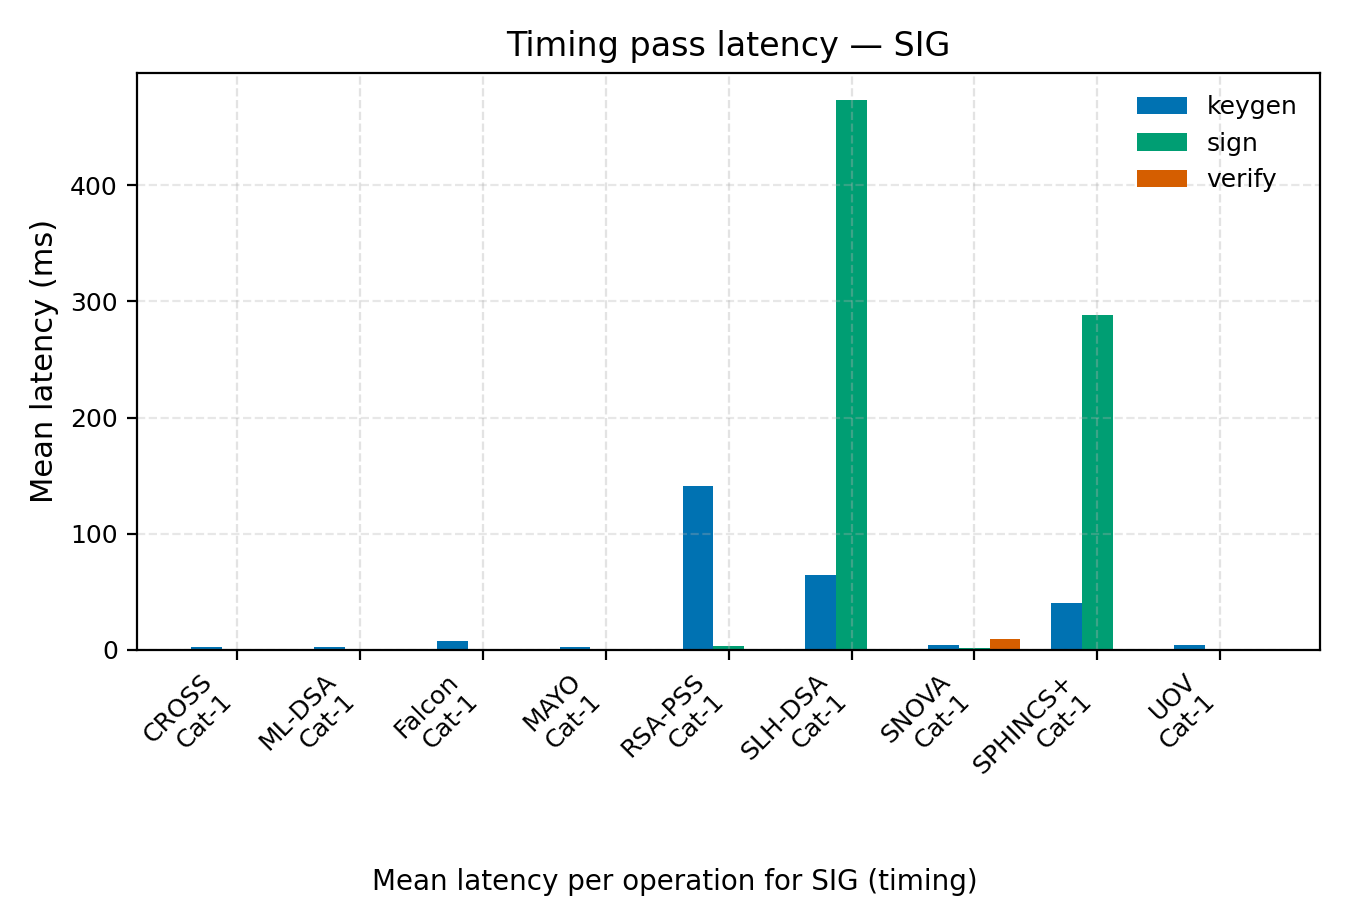 Timing pass latency — SIG
keygen
sign
verify
Mean latency (ms)
400
300
200
100
0
CROSS
Cat-1
ML-DSA
Cat-1
Falcon
Cat-1
MAYO
Cat-1
RSA-PSS
Cat-1
SLH-DSA
Cat-1
SNOVA
Cat-1
SPHINCS+
Cat-1
UOV
Cat-1
Mean latency per operation for SIG (timing)